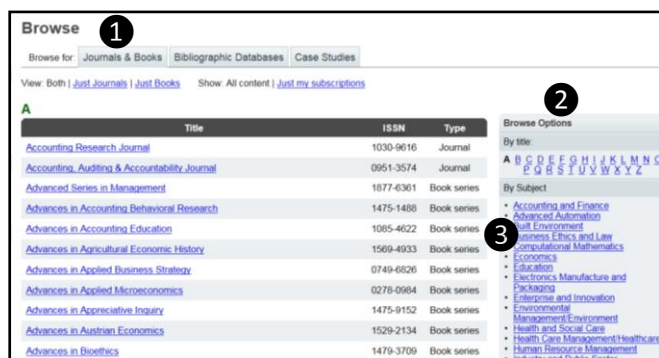 Browse
1
Browse for: Journals & Books Bibliographic Databases Case Studies
View: Both | Just Journals | Just Books Show: All content | Just my subscriptions
A
Title ISSN Type
Accounting Research Journal 1030-9616 Journal
Accounting, Auditing & Accountability Journal 0951-3574 Journal
Advanced Series in Management 1877-6361 Book series
Advances in Accounting Behavioral Research 1475-1488 Book series
Advances in Accounting Education 1085-4622 Book series
Advances in Agricultural Economic History 1569-4933 Book series
Advances in Applied Business Strategy 0749-6826 Book series
Advances in Applied Microeconomics 0278-0984 Book series
Advances in Appreciative Inquiry 1475-9152 Book series
Advances in Austrian Economics 1529-2134 Book series
Advances in Bioethics 1479-3709 Book series
2
Browse Options
By title:
A B C D E F G H I J K L M N O
P Q R S T U V W X Y Z
By Subject
Accounting and Finance
Advanced Automation
Built Environment
3
Business Ethics and Law
Computational Mathematics
Economics
Education
Electronics Manufacture and
Packaging
Enterprise and Innovation
Environmental
Management/Environment
Health and Social Care
Health Care Management/Healthcare
Human Resource Management